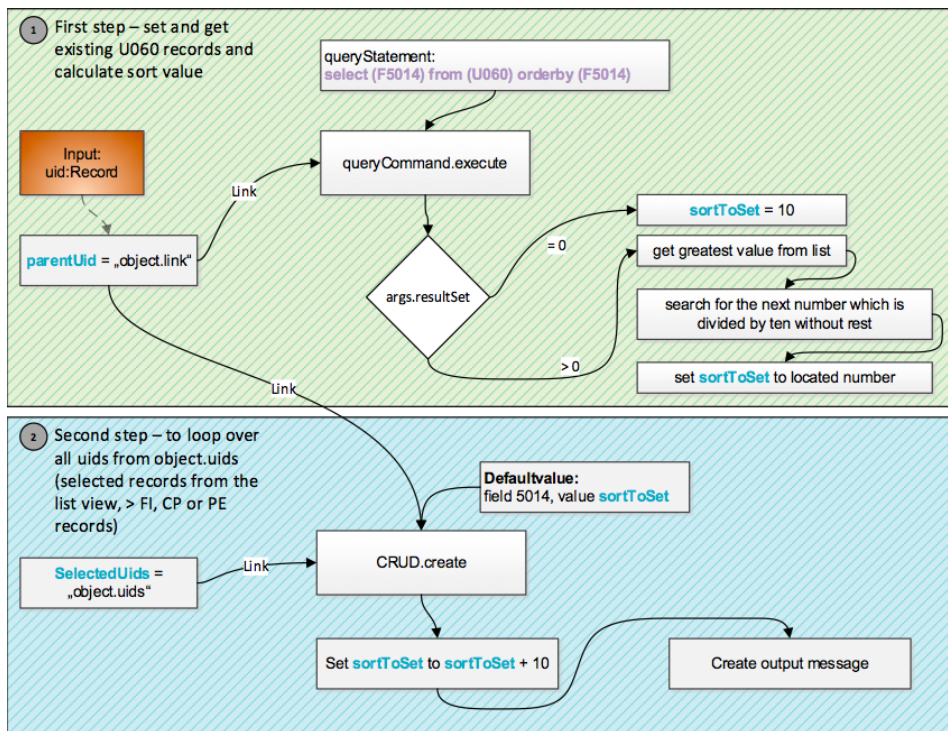 1
First step – set and get
existing U060 records and
calculate sort value
queryStatement:
select (F5014) from (U060) orderby (F5014)
Input:
uid:Record
queryCommand.execute
Link
parentUid = „object.link“
sortToSet = 10
= 0
get greatest value from list
args.resultSet
search for the next number which is
divided by ten without rest
> 0
set sortToSet to located number
Link
2
Second step – to loop over
all uids from object.uids
(selected records from the
list view, > FI, CP or PE
records)
Defaultvalue:
field 5014, value sortToSet
SelectedUids =
„object.uids“
Link
CRUD.create
Set sortToSet to sortToSet + 10
Create output message